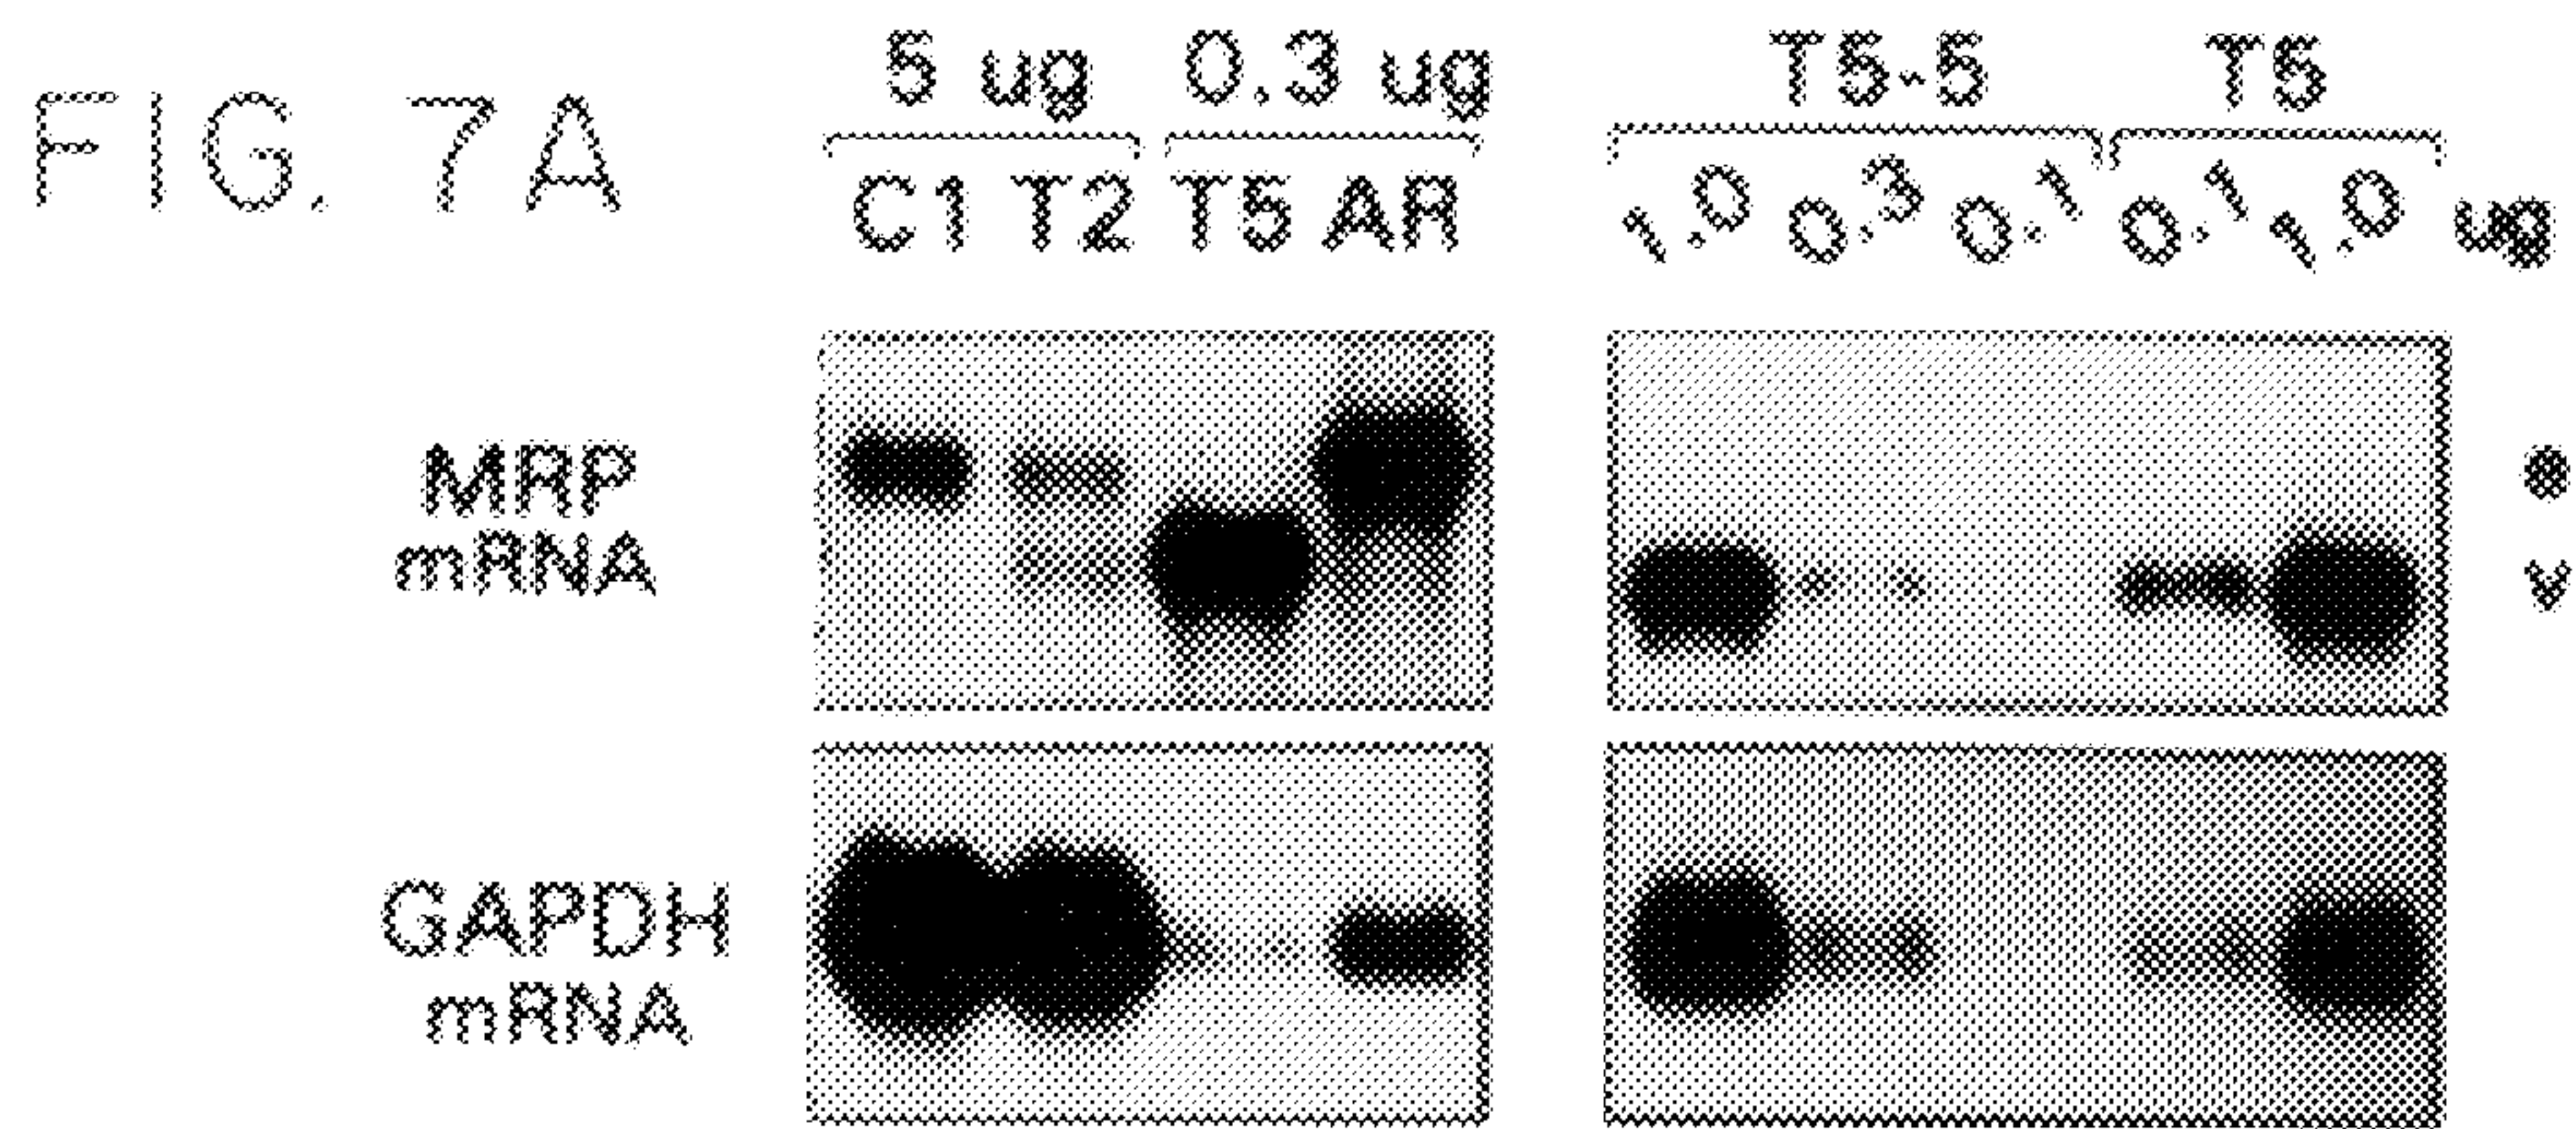 FIG. 7A
5 ug 0.3 ug
C1 T2 T5 AR
T5-5 T5
1.0 0.3 0.1 0.1 1.0 ug
MRP
mRNA
GAPDH
mRNA